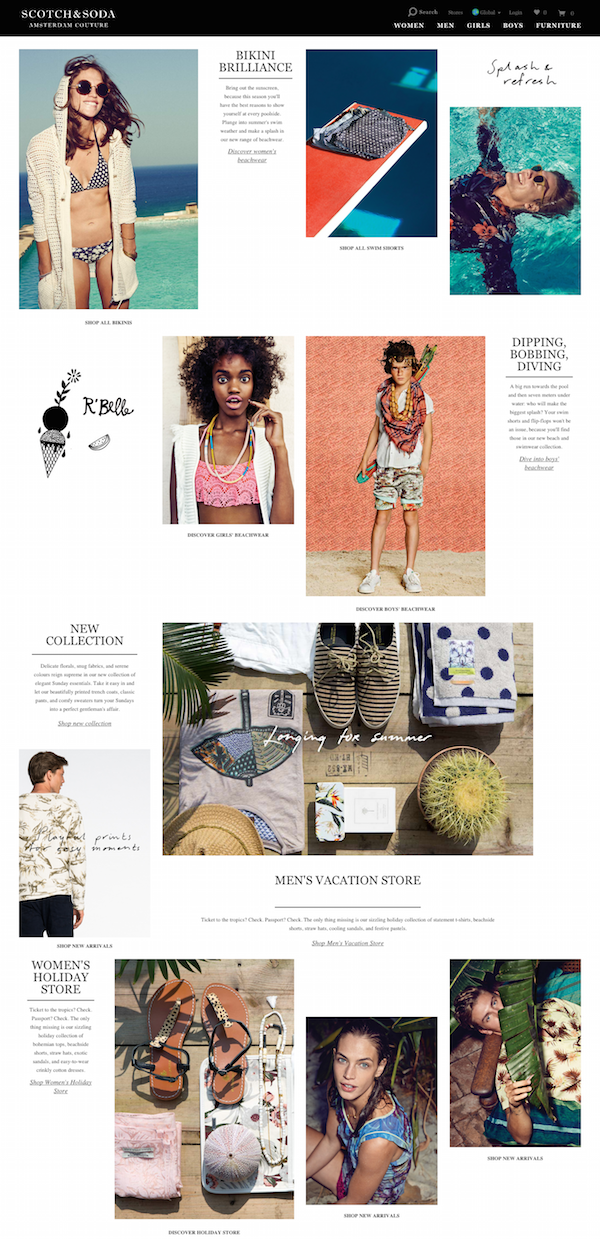 SCOTCH & SODA
AMSTERDAM COUTURE
Search
Stores
Global
Login
0
0
WOMEN
MEN
GIRLS
BOYS
FURNITURE
BIKINI
BRILLIANCE
Bring out the sunscreen,
because this season you'll
have the best reasons to show
yourself at every poolside.
Plunge into summer's swim
weather and make a splash in
our new range of beachwear.
Discover women's
beachwear
Splash &
refresh
SHOP ALL SWIM SHORTS
SHOP ALL BIKINIS
R'Belle
DIPPING,
BOBBING,
DIVING
A big run towards the pool
and then seven meters under
water: who will make the
biggest splash? Your swim
shorts and flip-flops won't be
an issue, because you'll find
those in our new beach and
swimwear collection.
Dive into boys'
beachwear
DISCOVER GIRLS' BEACHWEAR
DISCOVER BOYS' BEACHWEAR
NEW
COLLECTION
Delicate florals, snug fabrics, and serene
colours reign supreme in our new collection of
elegant Sunday essentials. Take it easy in and
let our beautifully printed trench coats, classic
pants, and comfy sweaters turn your Sundays
into a perfect gentleman's affair.
Shop new collection
Longing for summer
Playful prints
for easy moments
SHOP NEW ARRIVALS
MEN'S VACATION STORE
Ticket to the tropics? Check. Passport? Check. The only thing missing is our sizzling holiday collection of statement t-shirts, beachside
shorts, straw hats, cooling sandals, and festive pastels.
Shop Men's Vacation Store
WOMEN'S
HOLIDAY
STORE
Ticket to the tropics? Check.
Passport? Check. The only
thing missing is our sizzling
holiday collection of
bohemian tops, beachside
shorts, straw hats, exotic
sandals, and easy-to-wear
crinkly cotton dresses.
Shop Women's Holiday
Store
DISCOVER HOLIDAY STORE
SHOP NEW ARRIVALS
SHOP NEW ARRIVALS